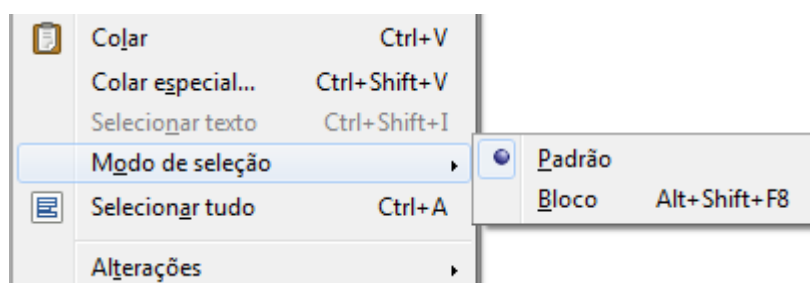 Colar Ctrl+V
Colar especial... Ctrl+Shift+V
Selecionar texto Ctrl+Shift+I
Modo de seleção
Padrão
Selecionar tudo Ctrl+A
Bloco Alt+Shift+F8
Alterações